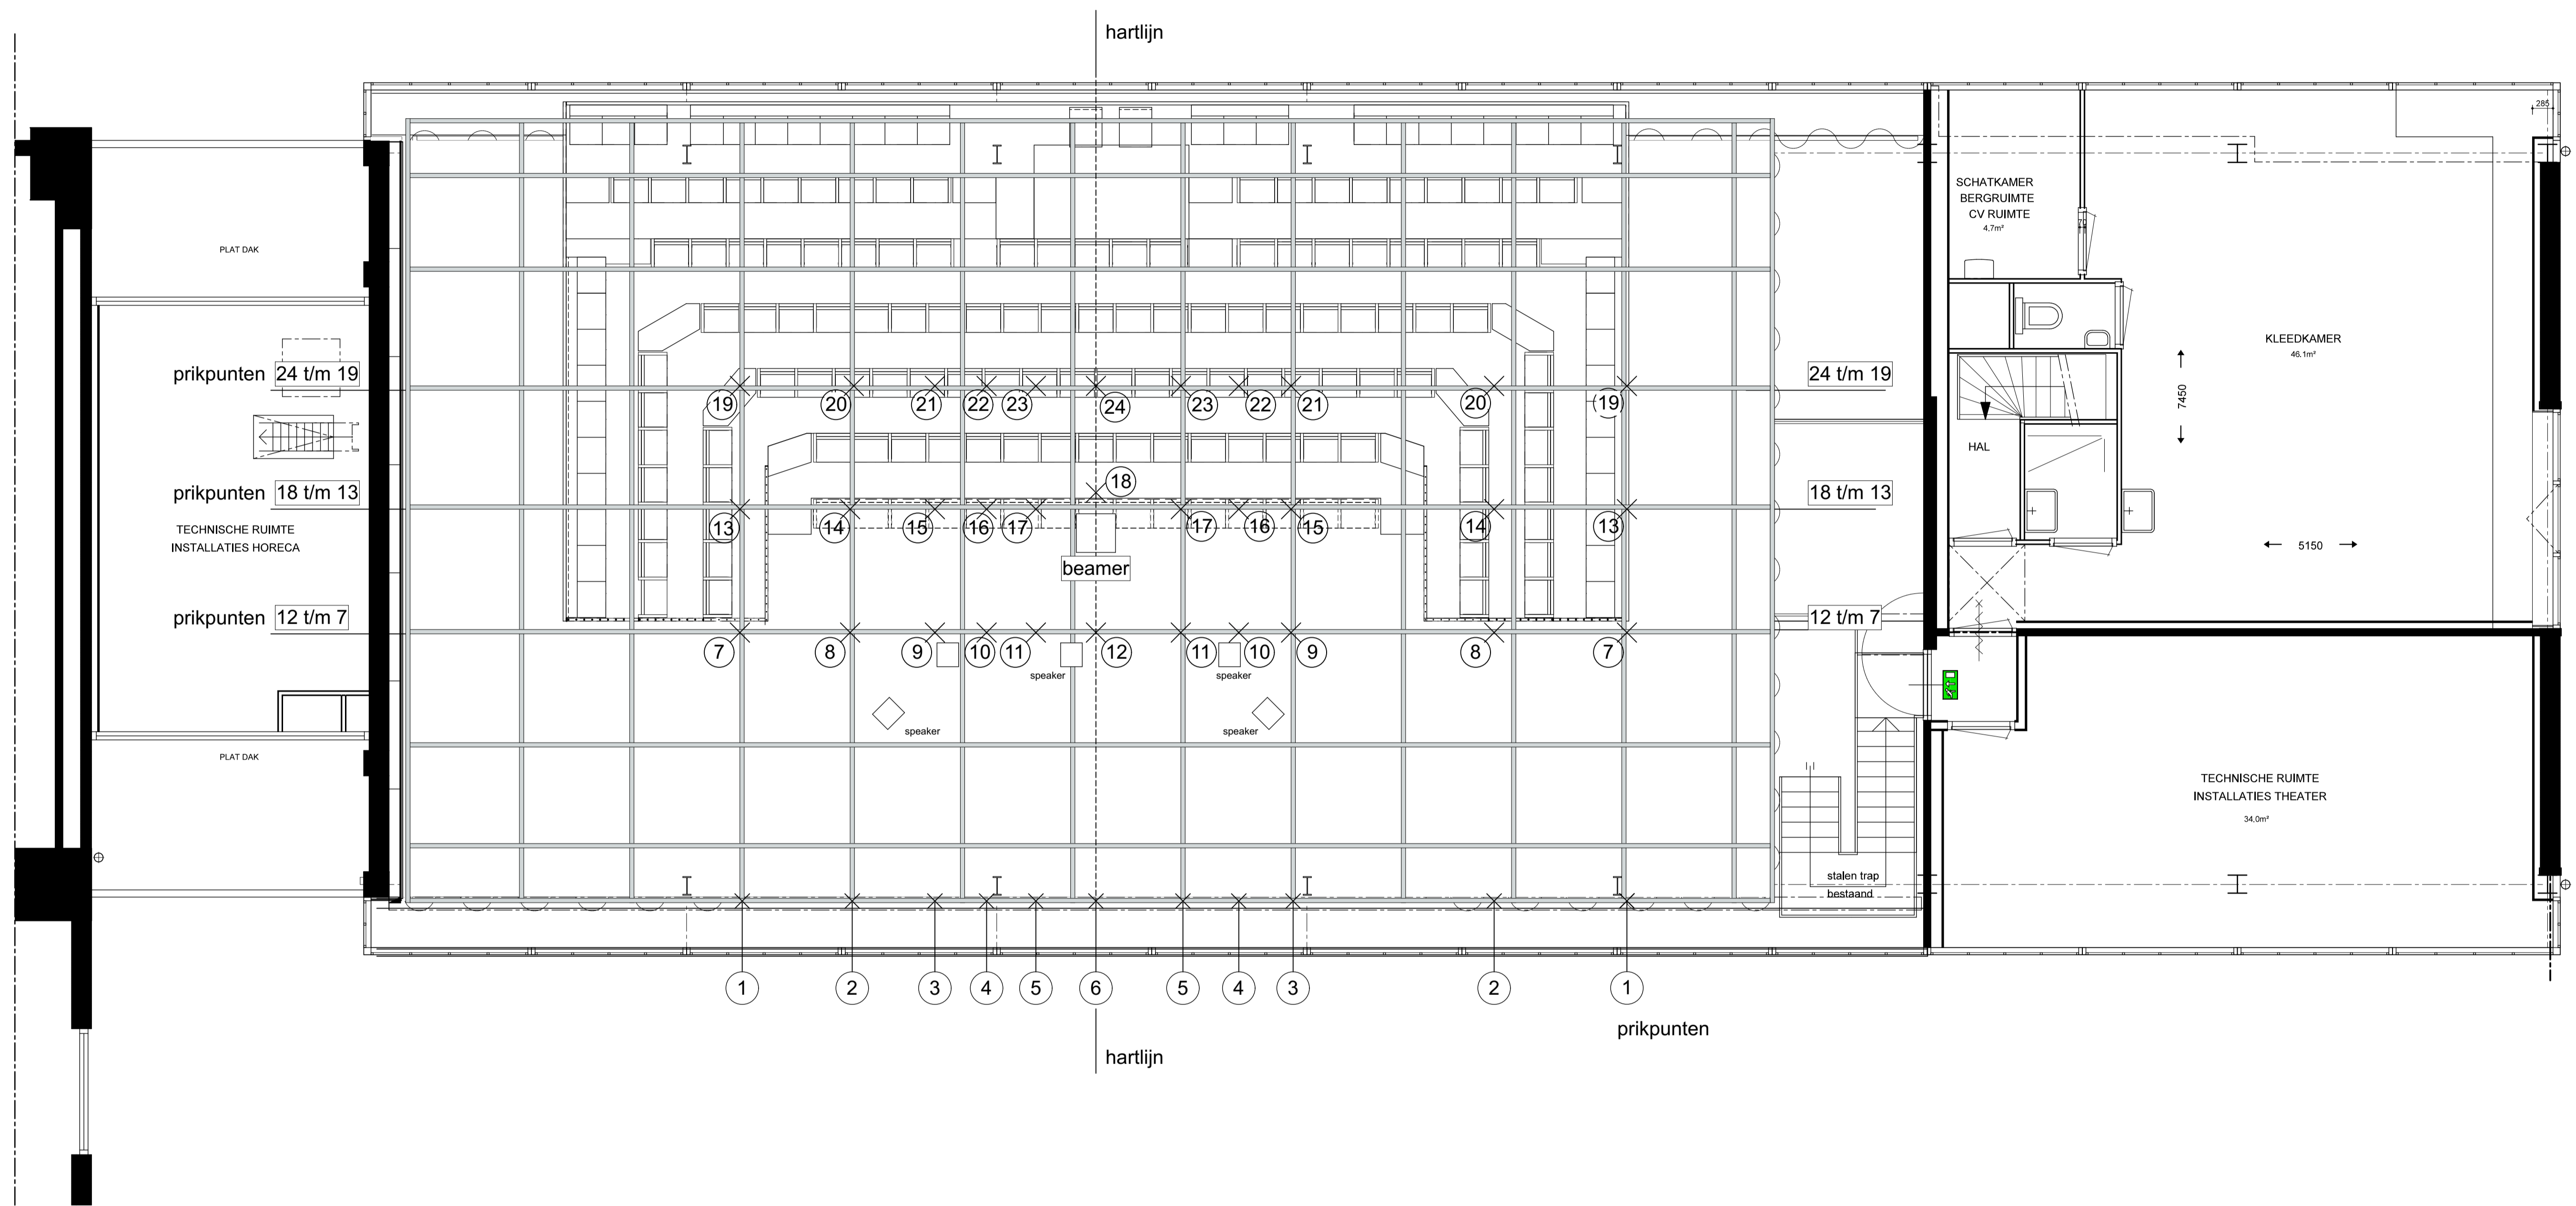 hartlijn
285
SCHATKAMER
BERGRUIMTE
CV RUIMTE
4,7m²
PLAT DAK
KLEEDKAMER
46.1m²
prikpunten 24 t/m 19
24 t/m 19
7450
19 20 21 22 23 24 23 22 21 20 19
HAL
18
prikpunten 18 t/m 13
18 t/m 13
13 14 15 16 17 17 16 15 14 13
TECHNISCHE RUIMTE
INSTALLATIES HORECA
5150
beamer
prikpunten 12 t/m 7
12 t/m 7
7 8 9 10 11 12 11 10 9 8 7
speaker speaker
speaker speaker
PLAT DAK
TECHNISCHE RUIMTE
INSTALLATIES THEATER
34,0m²
stalen trap
bestaand
1 2 3 4 5 6 5 4 3 2 1
prikpunten
hartlijn